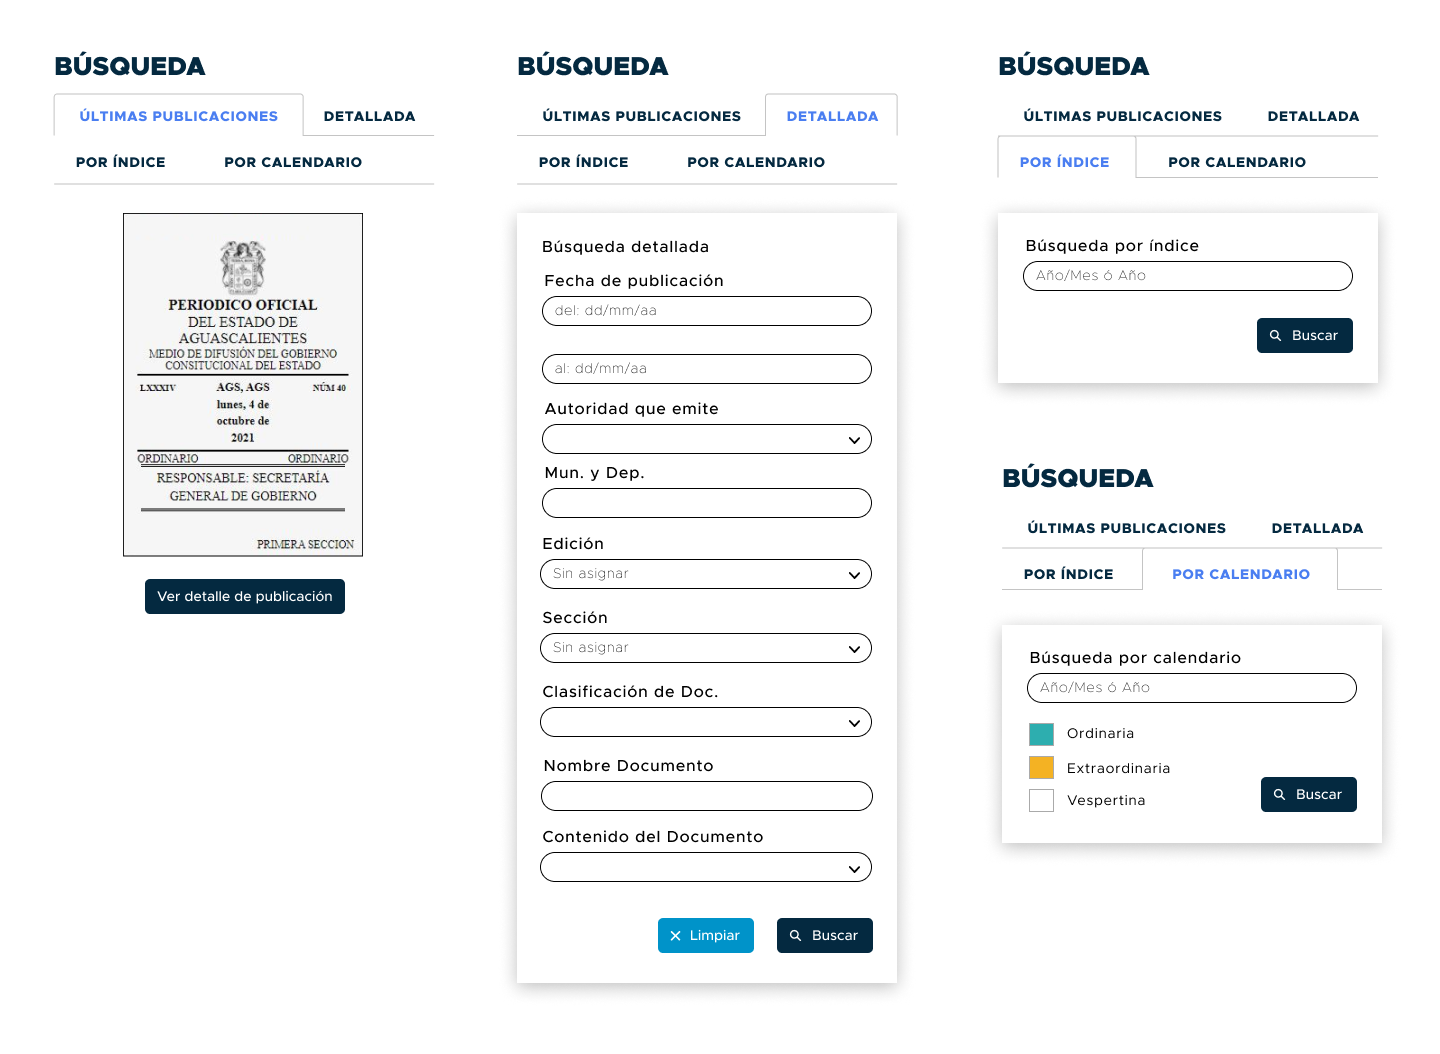 BÚSQUEDA
ÚLTIMAS PUBLICACIONES
DETALLADA
POR ÍNDICE
POR CALENDARIO
PERIODICO OFICIAL
DEL ESTADO DE
AGUASCALIENTES
MEDIO DE DIFUSIÓN DEL GOBIERNO
CONSITUCIONAL DEL ESTADO
LXXXIV
AGS, AGS
NÚM 40
lunes, 4 de
octubre de
2021
ORDINARIO
ORDINARIO
RESPONSABLE: SECRETARÍA
GENERAL DE GOBIERNO
PRIMERA SECCION
Ver detalle de publicación
BÚSQUEDA
ÚLTIMAS PUBLICACIONES
DETALLADA
POR ÍNDICE
POR CALENDARIO
Búsqueda detallada
Fecha de publicación
del: dd/mm/aa
al: dd/mm/aa
Autoridad que emite
Mun. y Dep.
Edición
Sin asignar
Sección
Sin asignar
Clasificación de Doc.
Nombre Documento
Contenido del Documento
Limpiar
Buscar
BÚSQUEDA
ÚLTIMAS PUBLICACIONES
DETALLADA
POR ÍNDICE
POR CALENDARIO
Búsqueda por índice
Año/Mes ó Año
Buscar
BÚSQUEDA
ÚLTIMAS PUBLICACIONES
DETALLADA
POR ÍNDICE
POR CALENDARIO
Búsqueda por calendario
Año/Mes ó Año
Ordinaria
Extraordinaria
Vespertina
Buscar